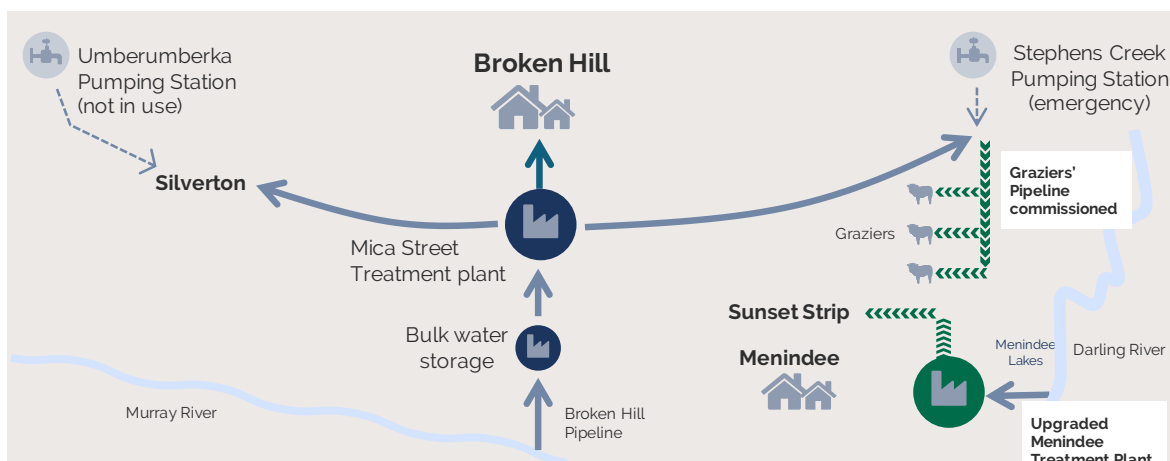 Umberumberka
Pumping Station
(not in use)
Broken Hill
Stephens Creek
Pumping Station
(emergency)
Silverton
Graziers’
Pipeline
commissioned
Graziers
Mica Street
Treatment plant
Sunset Strip
Bulk water
storage
Menindee
Menindee
Lakes
Darling River
Murray River
Broken Hill
Pipeline
Upgraded
Menindee
Treatment Plant